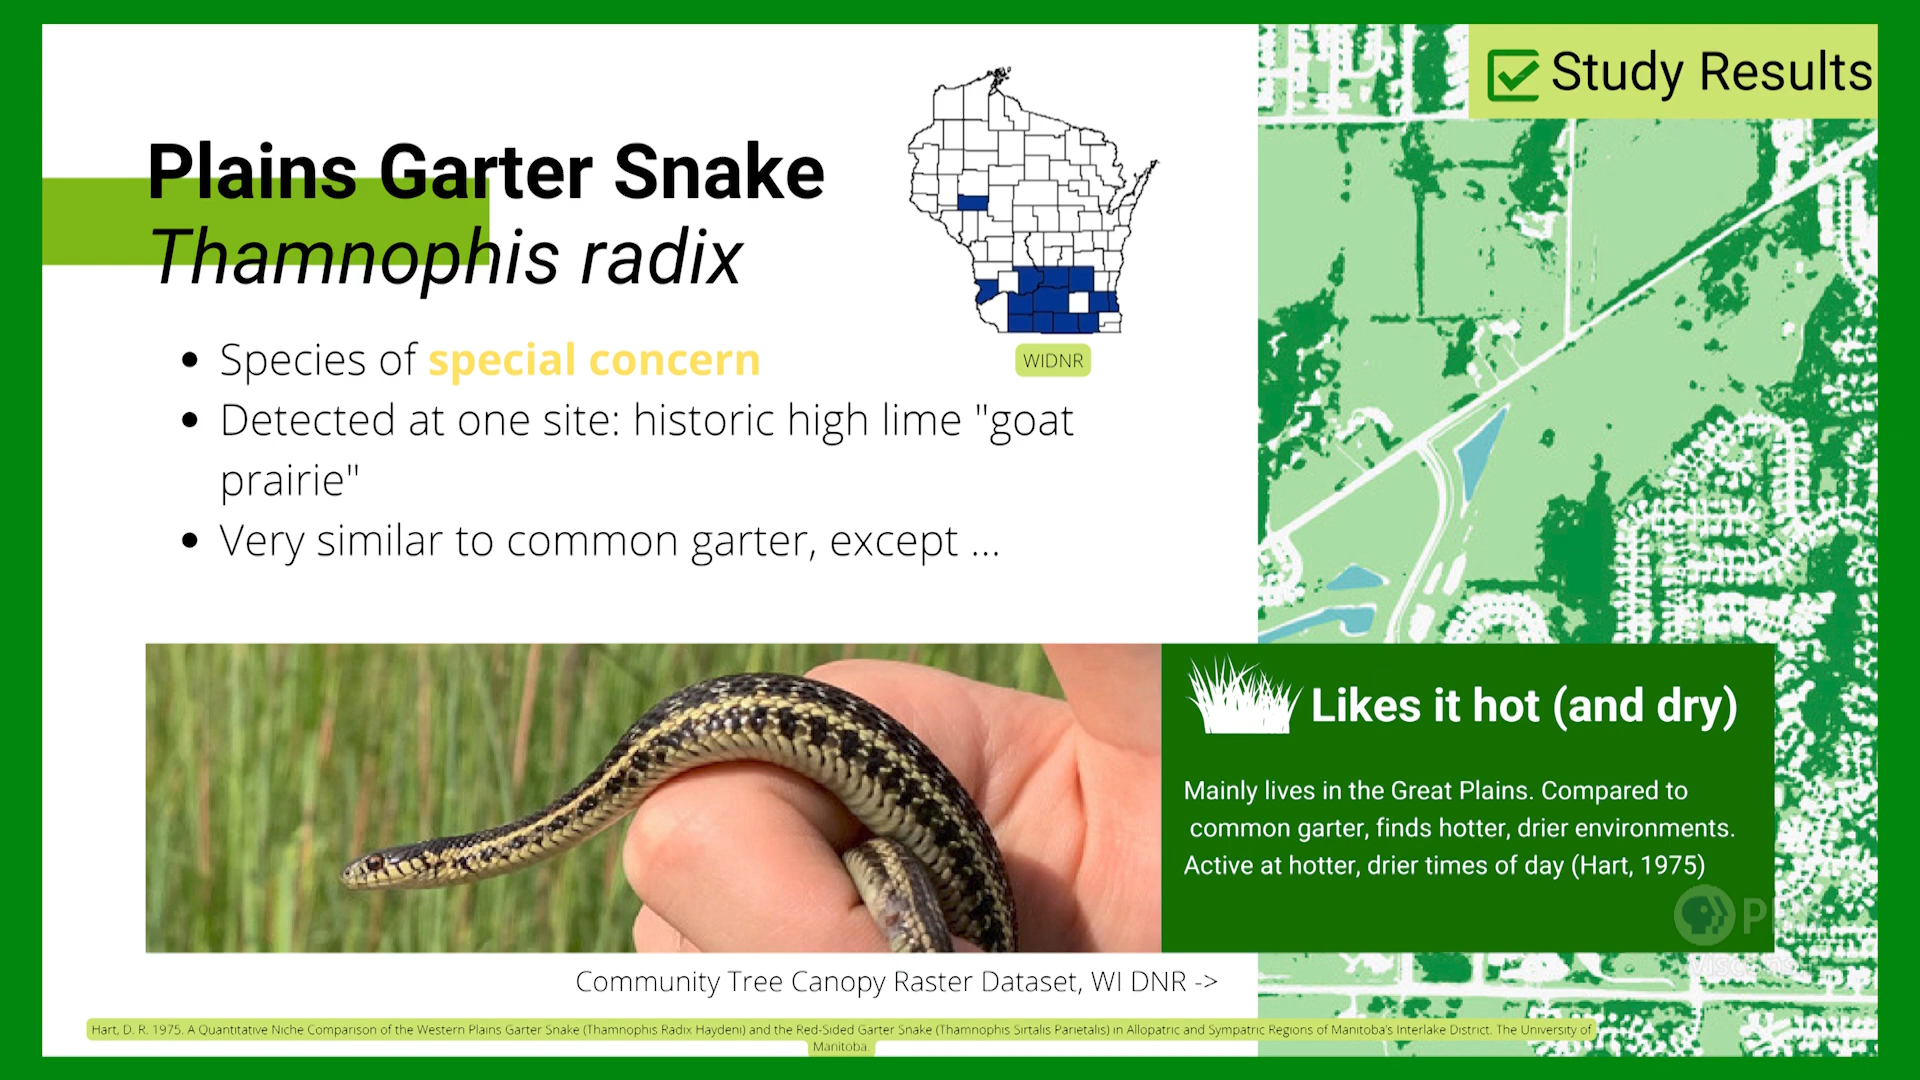 Study Results
Plains Garter Snake
Thamnophis radix
Species of special concern
WIDNR
Detected at one site: historic high lime "goat
prairie"
Very similar to common garter, except ...
Likes it hot (and dry)
Mainly lives in the Great Plains. Compared to
common garter, finds hotter, drier environments.
Active at hotter, drier times of day (Hart, 1975)
PBS
Wisconsin
Community Tree Canopy Raster Dataset, WI DNR ->
Hart, D. R. 1975. A Quantitative Niche Comparison of the Western Plains Garter Snake (Thamnophis Radix Haydeni) and the Red-Sided Garter Snake (Thamnophis Sirtalis Parietalis) in Allopatric and Sympatric Regions of Manitoba's Interlake District. The University of
Manitoba.